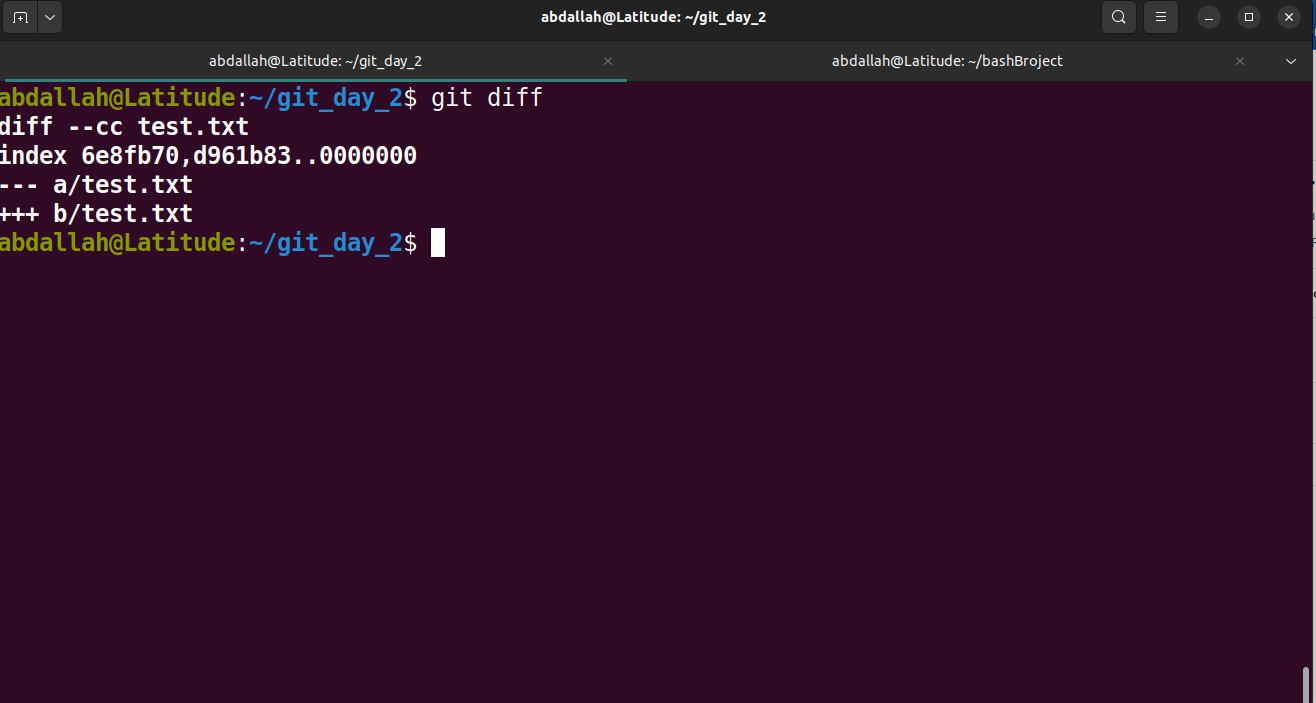 abdallah@Latitude: ~/git_day_2
abdallah@Latitude: ~/git_day_2
abdallah@Latitude: ~/bashBroject
abdallah@Latitude:~/git_day_2$ git diff
diff --cc test.txt
index 6e8fb70,d961b83..0000000
--- a/test.txt
+++ b/test.txt
abdallah@Latitude:~/git_day_2$